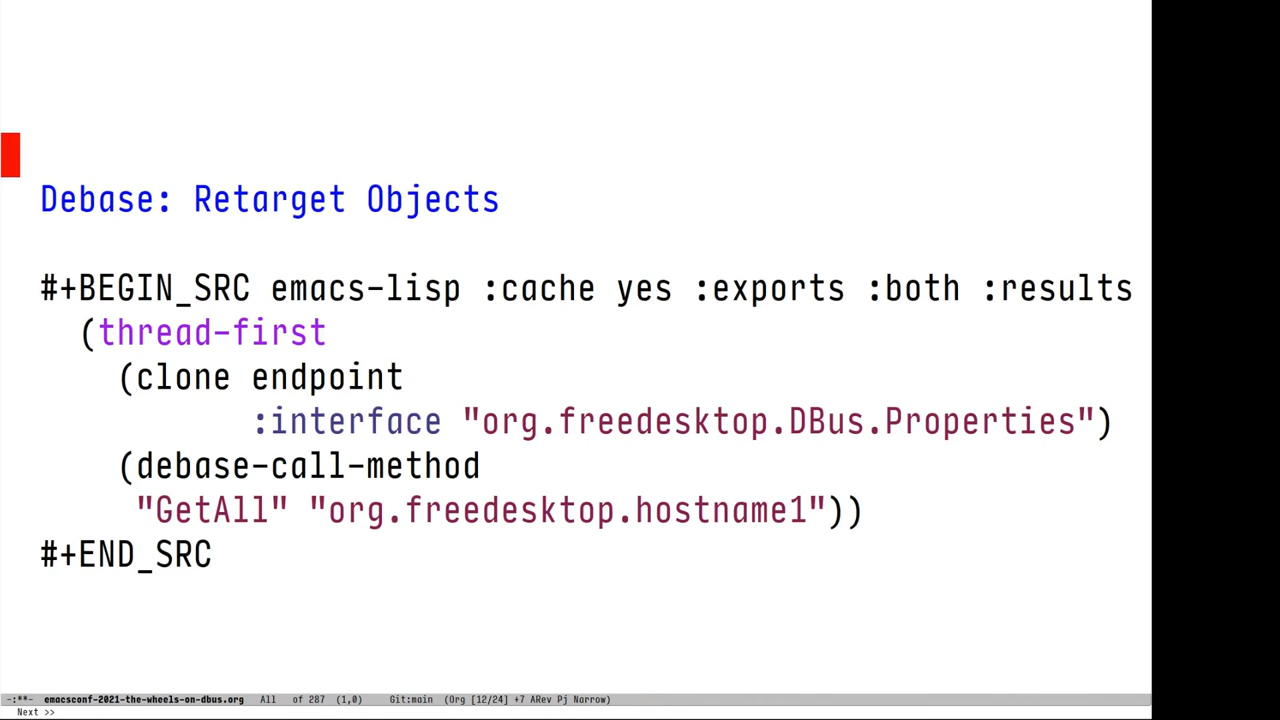 Debase: Retarget Objects
#+BEGIN_SRC emacs-lisp :cache yes :exports :both :results
(thread-first
(clone endpoint
:interface "org.freedesktop.DBus.Properties")
(debase-call-method
"GetAll" "org.freedesktop.hostname1"))
#+END_SRC
-:**- emacsconf-2021-the-wheels-on-dbus.org All of 287 (1,0) Git:main (Org [12/24] +7 ARev Pj Narrow)
Next >>